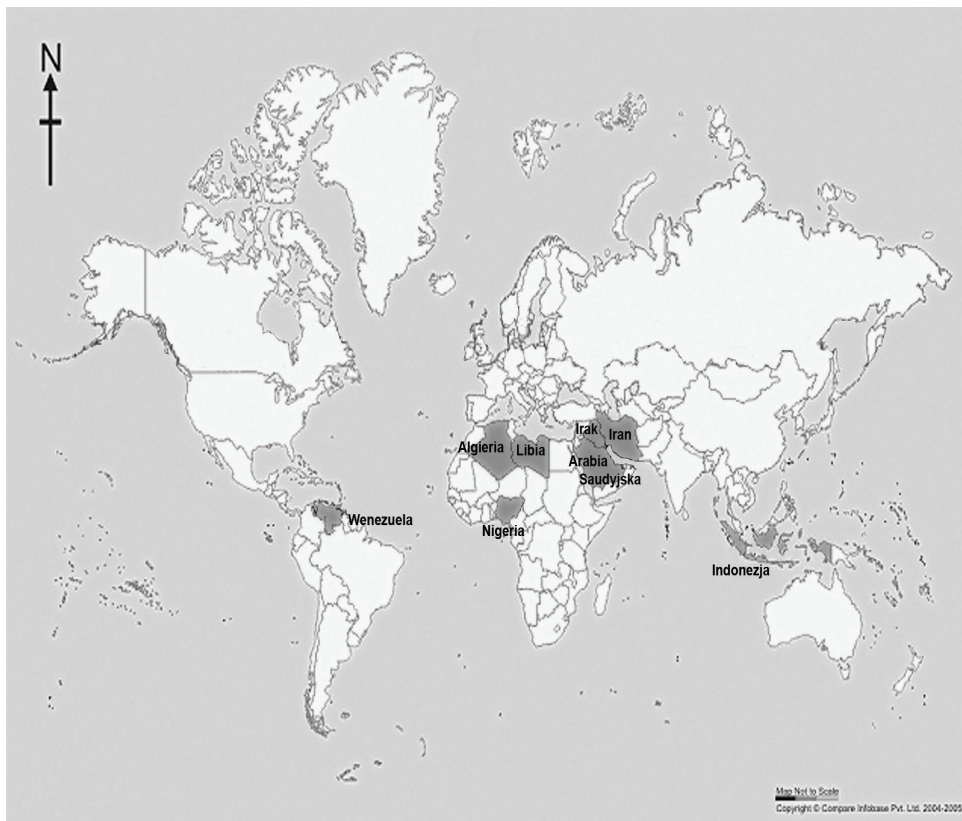 N
Irak
Iran
Algieria
Libia
Arabia
Saudyjska
Wenezuela
Nigeria
Indonezja
Map Not to Scale
Copyright © Compare Infobase Pvt. Ltd. 2004-2005